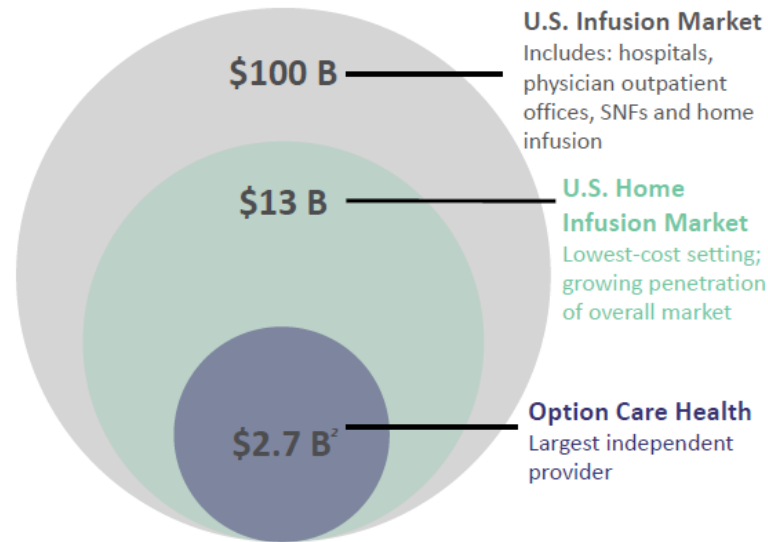 $100 B
U.S. Infusion Market
Includes: hospitals,
physician outpatient
offices, SNFs and home
infusion
$13 B
U.S. Home
Infusion Market
Lowest-cost setting;
growing penetration
of overall market
$2.7 B²
Option Care Health
Largest independent
provider